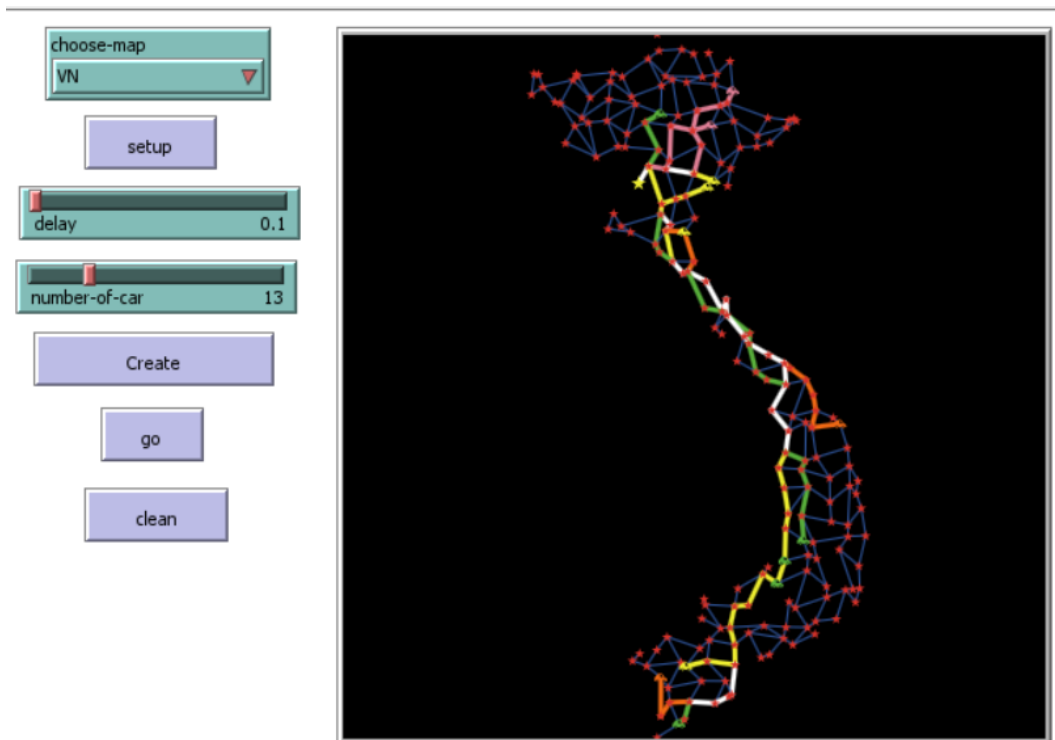 choose-map
VN
setup
delay 0.1
number-of-car 13
Create
go
clean